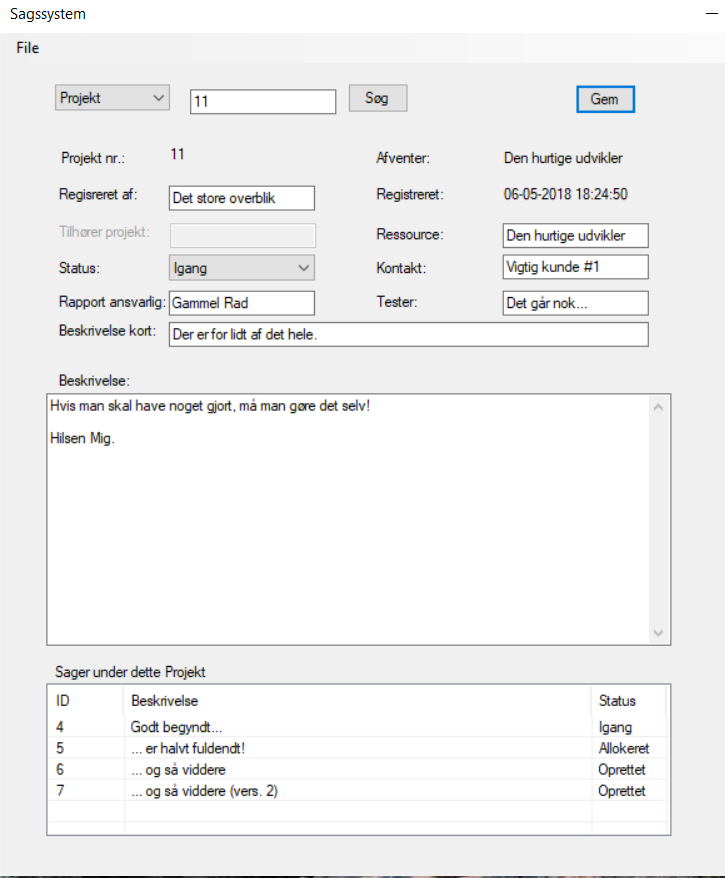 Sagssystem
File
Projekt 11 Søg Gem
Projekt nr.: 11 Afventer: Den hurtige udvikler
Regisreret af: Det store overblik Registreret: 06-05-2018 18:24:50
Tilhører projekt: Ressource: Den hurtige udvikler
Status: Igang Kontakt: Vigtig kunde #1
Rapport ansvarlig: Gammel Rad Tester: Det går nok...
Beskrivelse kort: Der er for lidt af det hele.
Beskrivelse:
Hvis man skal have noget gjort, må man gøre det selv!
Hilsen Mig.
Sager under dette Projekt
ID Beskrivelse Status
4 Godt begyndt... Igang
5 ... er halvt fuldendt! Allokeret
6 ... og så viddere Oprettet
7 ... og så viddere (vers. 2) Oprettet